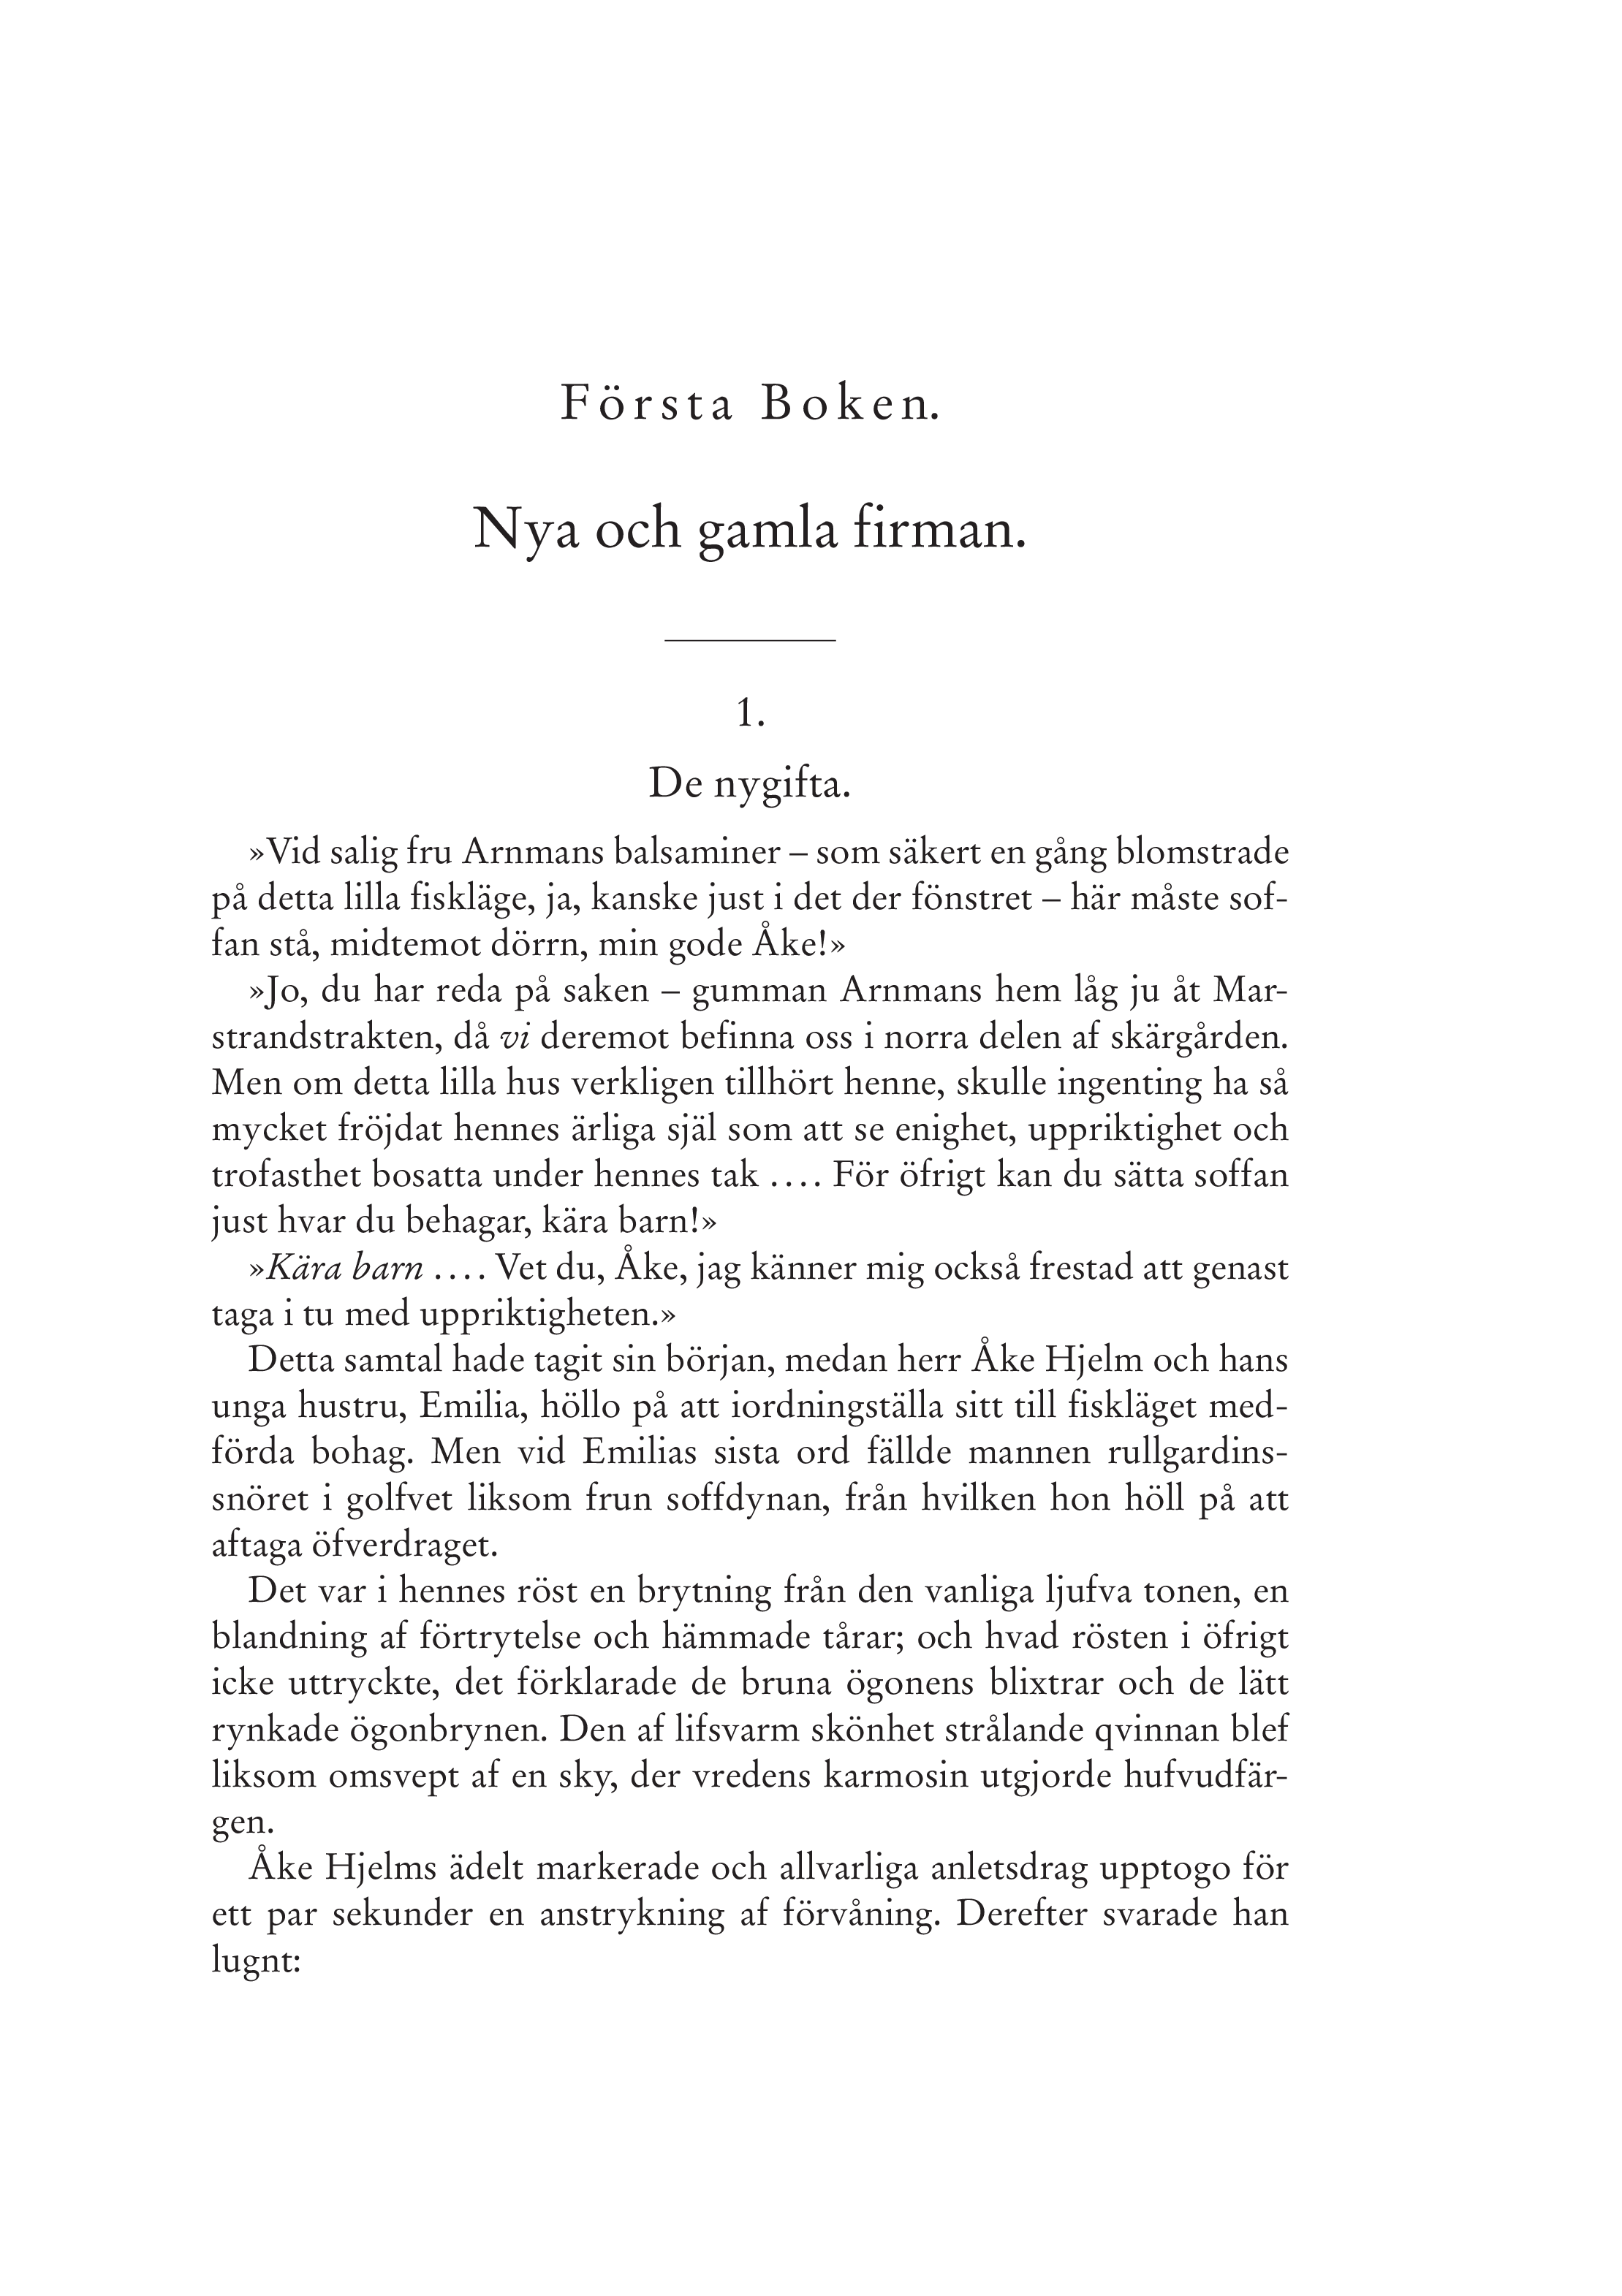 Första Boken.
Nya och gamla firman.
1.
De nygifta.
»Vid salig fru Arnmans balsaminer – som säkert en gång blomstrade
på detta lilla fiskläge, ja, kanske just i det der fönstret – här måste sof-
fan stå, midtemot dörrn, min gode Åke!»
»Jo, du har reda på saken – gumman Arnmans hem låg ju åt Mar-
strandstrakten, då vi deremot befinna oss i norra delen af skärgården.
Men om detta lilla hus verkligen tillhört henne, skulle ingenting ha så
mycket fröjdat hennes ärliga själ som att se enighet, uppriktighet och
trofasthet bosatta under hennes tak .... För öfrigt kan du sätta soffan
just hvar du behagar, kära barn!»
»Kära barn .... Vet du, Åke, jag känner mig också frestad att genast
taga i tu med uppriktigheten.»
Detta samtal hade tagit sin början, medan herr Åke Hjelm och hans
unga hustru, Emilia, höllo på att iordningställa sitt till fiskläget med-
förda bohag. Men vid Emilias sista ord fällde mannen rullgardins-
snöret i golfvet liksom frun soffdynan, från hvilken hon höll på att
aftaga öfverdraget.
Det var i hennes röst en brytning från den vanliga ljufva tonen, en
blandning af förtrytelse och hämmade tårar; och hvad rösten i öfrigt
icke uttryckte, det förklarade de bruna ögonens blixtrar och de lätt
rynkade ögonbrynen. Den af lifsvarm skönhet strålande qvinnan blef
liksom omsvept af en sky, der vredens karmosin utgjorde hufvudfär-
gen.
Åke Hjelms ädelt markerade och allvarliga anletsdrag upptogo för
ett par sekunder en anstrykning af förvåning. Derefter svarade han
lugnt: